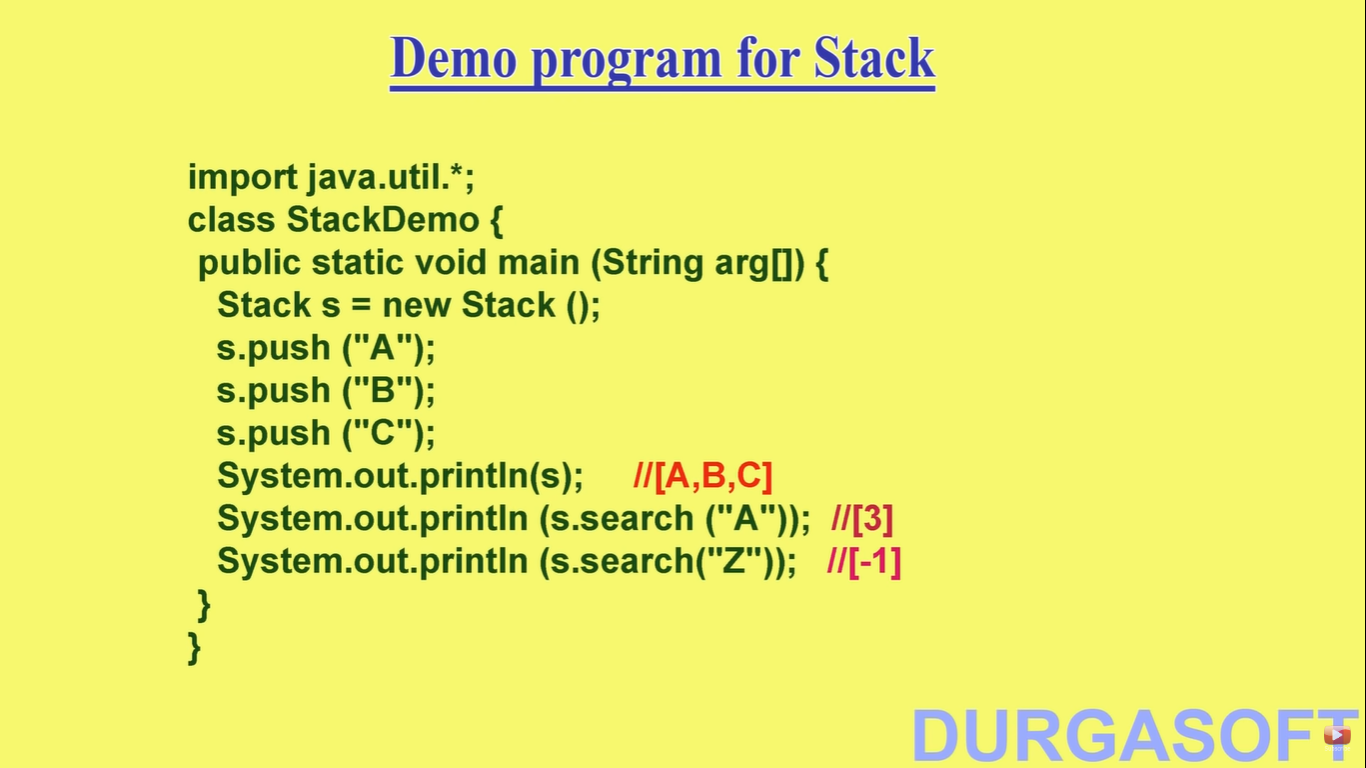 Demo program for Stack
import java.util.*;
class StackDemo {
public static void main (String arg[]) {
Stack s = new Stack ();
s.push ("A");
s.push ("B");
s.push ("C");
System.out.println(s); //[A,B,C]
System.out.println (s.search ("A")); //[3]
System.out.println (s.search("Z")); //[-1]
}
}
DURGASOFT